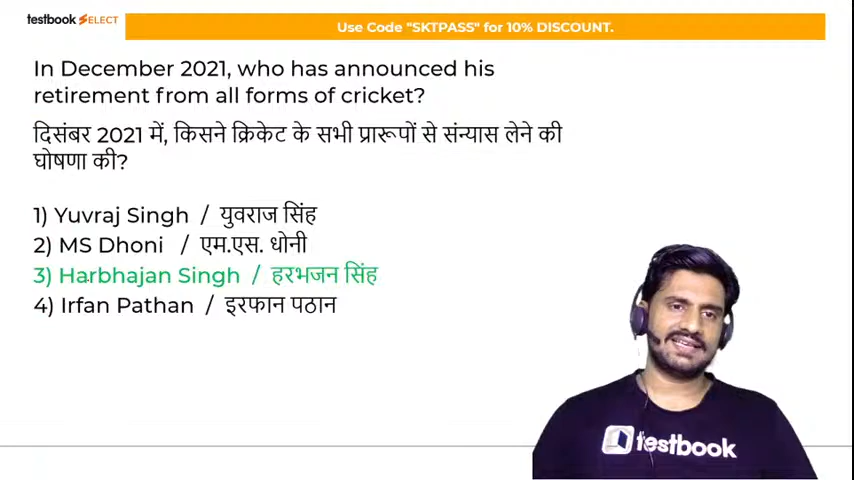 testbook SELECT
Use Code "SKTPASS" for 10% DISCOUNT.
In December 2021, who has announced his
retirement from all forms of cricket?
दिसंबर 2021 में, किसने क्रिकेट के सभी प्रारूपों से संन्यास लेने की
घोषणा की?
1) Yuvraj Singh / युवराज सिंह
2) MS Dhoni / एम.एस. धोनी
3) Harbhajan Singh / हरभजन सिंह
4) Irfan Pathan / इरफान पठान
testbook